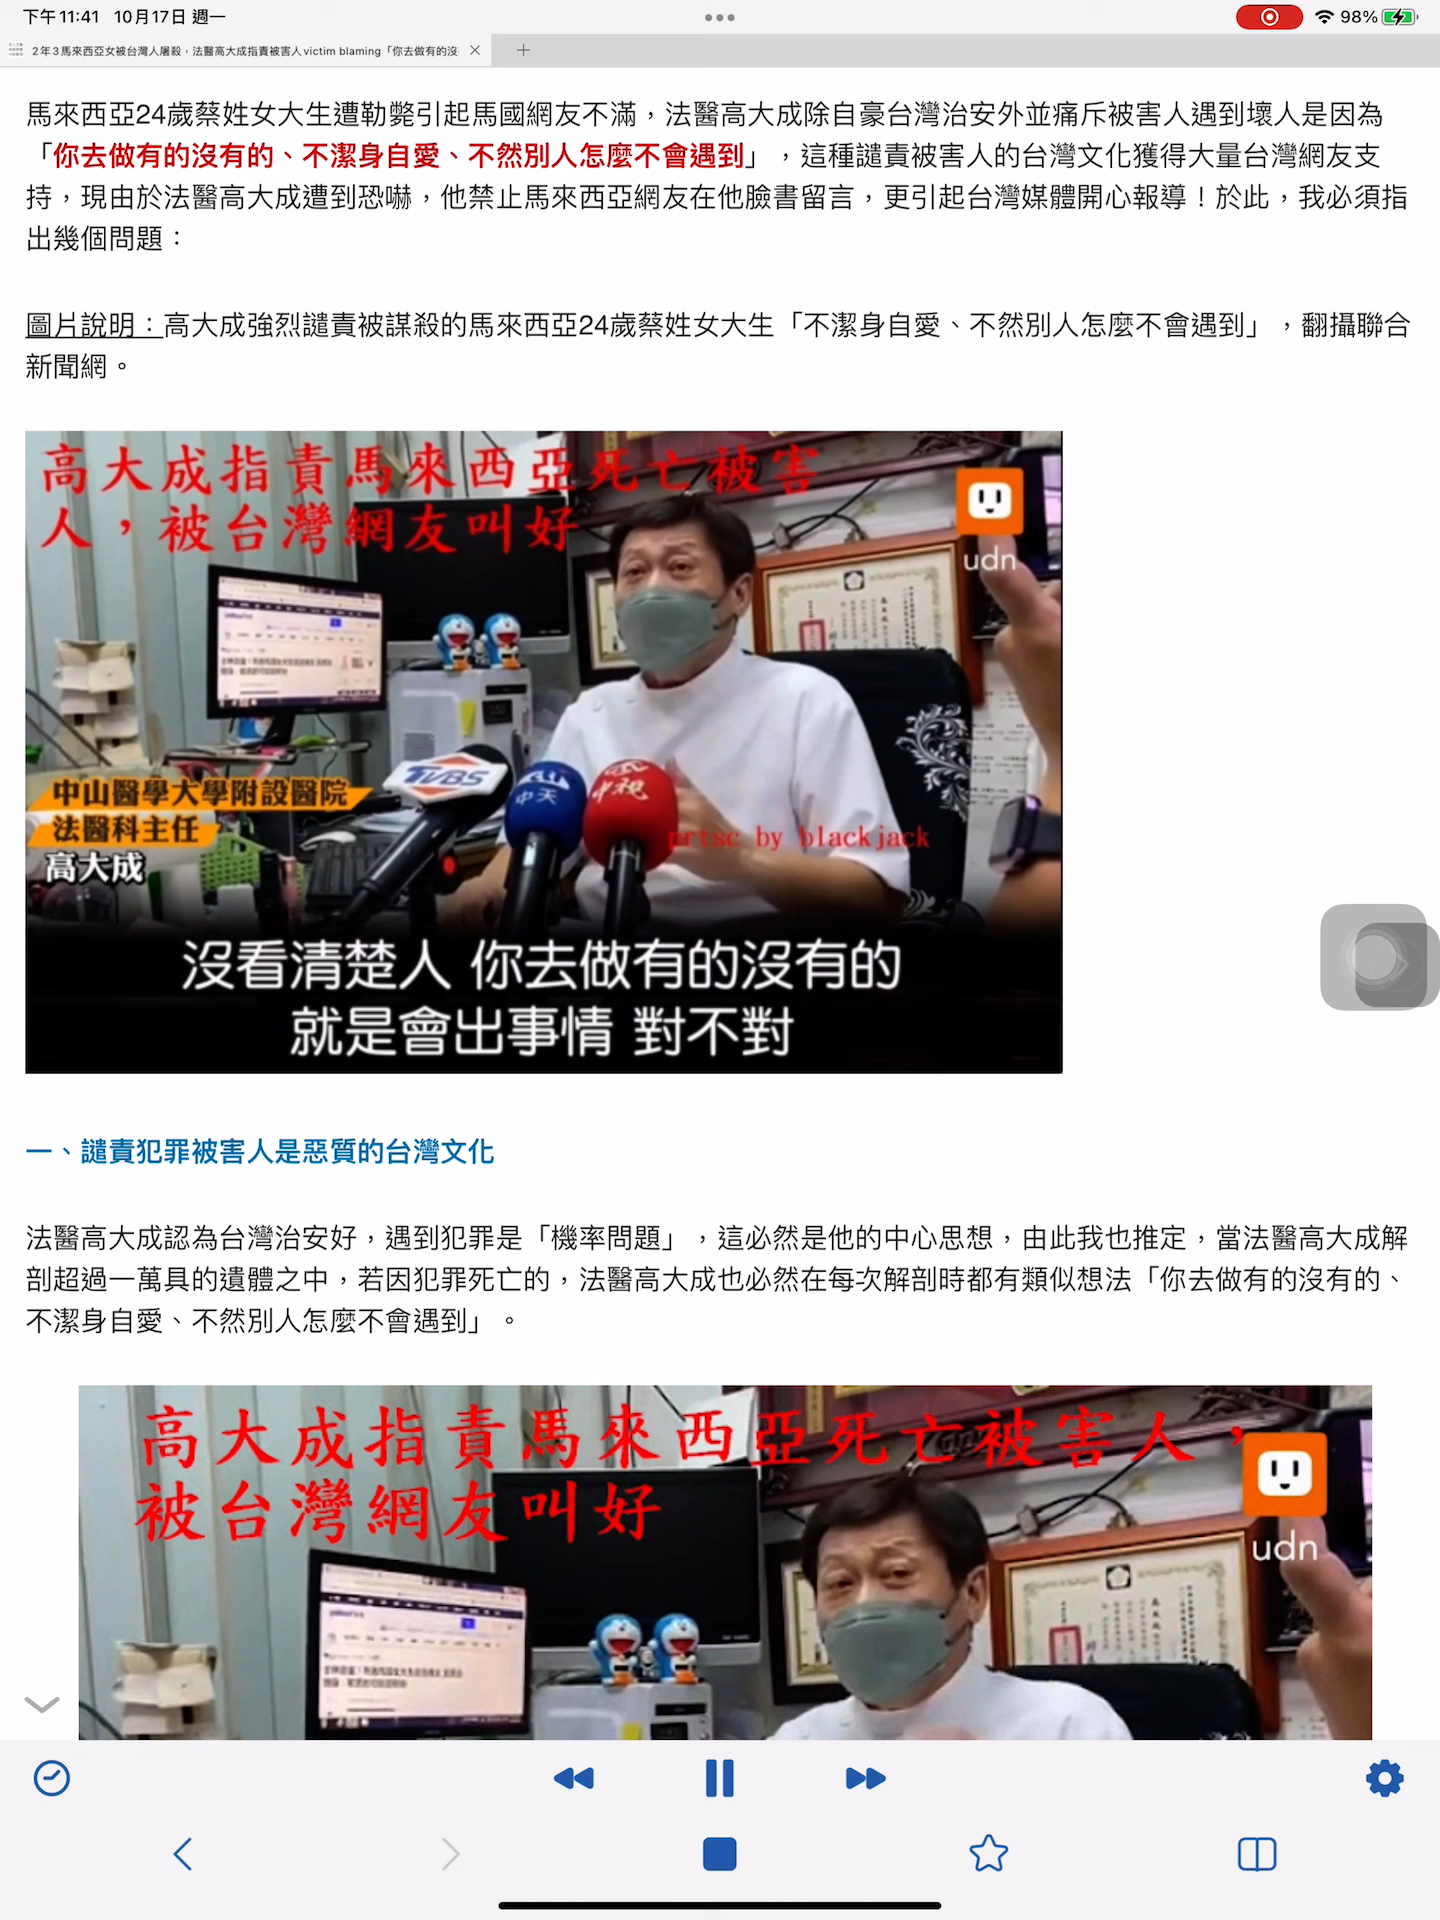 下午11:41 10月17日 週一
98%
2年3馬來西亞女被台灣人屠殺，法醫高大成指責被害人victim blaming「你去做有的沒
馬來西亞24歲蔡姓女大生遭勒斃引起馬國網友不滿，法醫高大成除自豪台灣治安外並痛斥被害人遇到壞人是因為
「你去做有的沒有的、不潔身自愛、不然別人怎麼不會遇到」，這種譴責被害人的台灣文化獲得大量台灣網友支
持，現由於法醫高大成遭到恐嚇，他禁止馬來西亞網友在他臉書留言，更引起台灣媒體開心報導！於此，我必須指
出幾個問題：
圖片說明：高大成強烈譴責被謀殺的馬來西亞24歲蔡姓女大生「不潔身自愛、不然別人怎麼不會遇到」，翻攝聯合
新聞網。
高大成指責馬來西亞死亡被害
人，被台灣網友叫好
udn
TVBS
中天
中視
中山醫學大學附設醫院
法醫科主任
高大成
prtsc by blackjack
沒看清楚人 你去做有的沒有的
就是會出事情 對不對
一、譴責犯罪被害人是惡質的台灣文化
法醫高大成認為台灣治安好，遇到犯罪是「機率問題」，這必然是他的中心思想，由此我也推定，當法醫高大成解
剖超過一萬具的遺體之中，若因犯罪死亡的，法醫高大成也必然在每次解剖時都有類似想法「你去做有的沒有的、
不潔身自愛、不然別人怎麼不會遇到」。
高大成指責馬來西亞死亡被害人，
被台灣網友叫好
udn